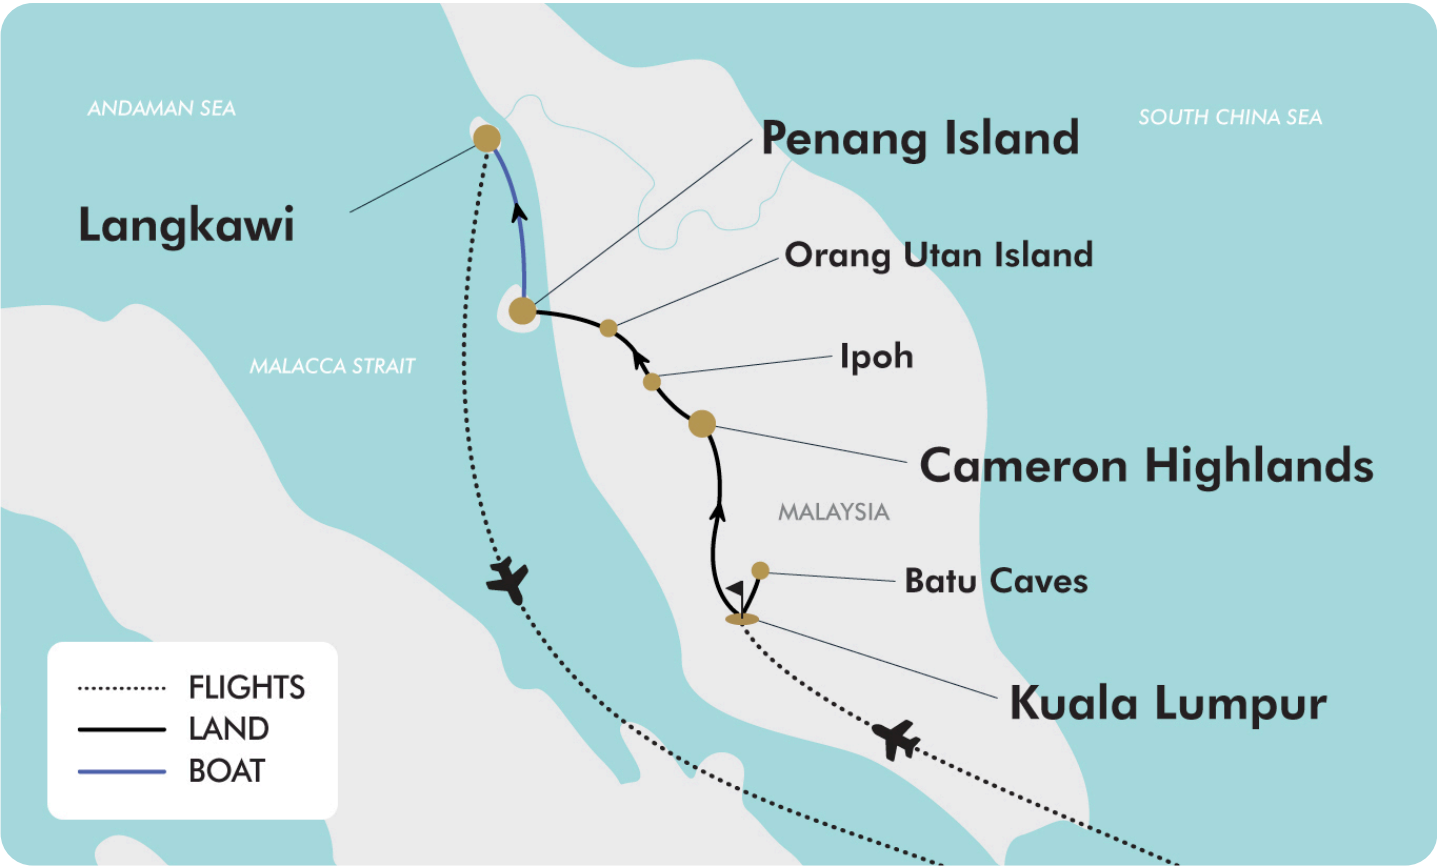 ANDAMAN SEA
SOUTH CHINA SEA
Penang Island
Langkawi
Orang Utan Island
MALACCA STRAIT
Ipoh
Cameron Highlands
MALAYSIA
Batu Caves
Kuala Lumpur
FLIGHTS
LAND
BOAT